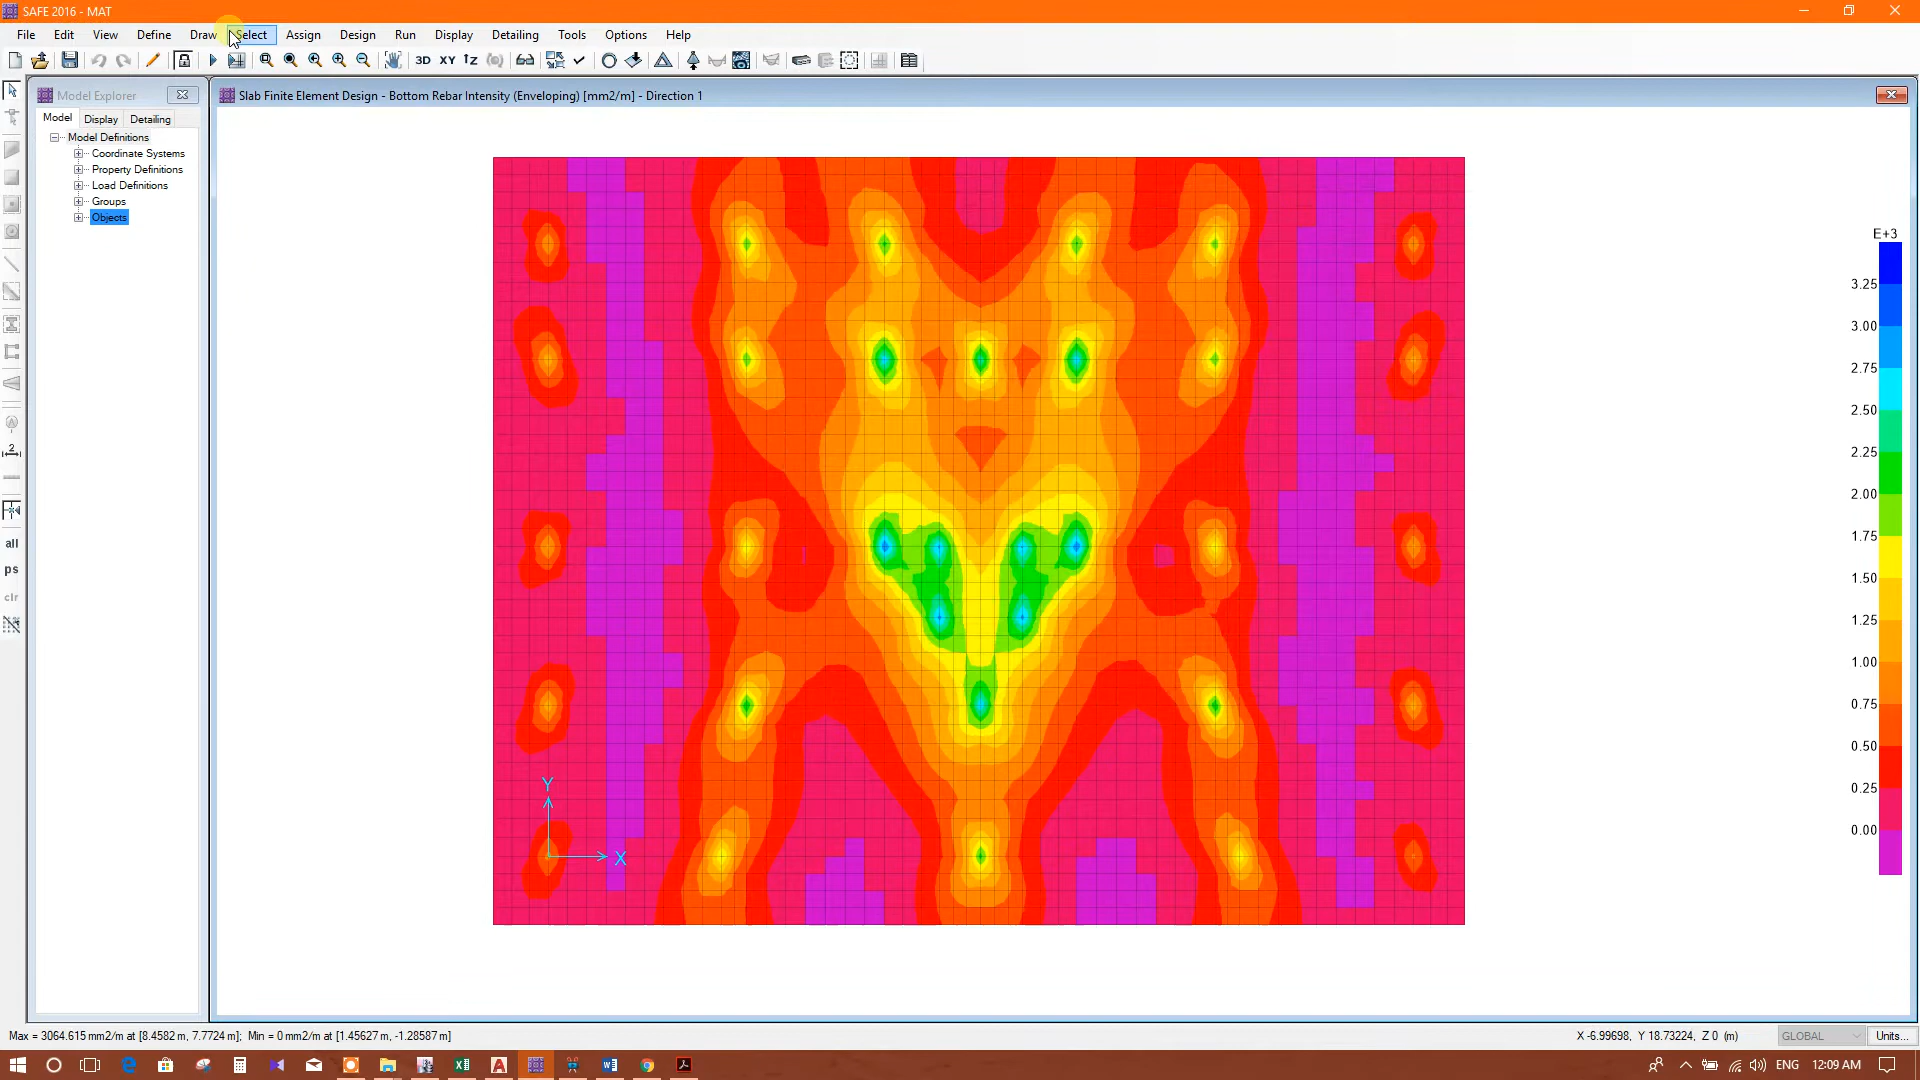 SAFE 2016 - MAT
File Edit View Define Draw Select Assign Design Run Display Detailing Tools Options Help
3D XY
Model Explorer
Slab Finite Element Design - Bottom Rebar Intensity (Enveloping) [mm2/m] - Direction 1
Model Display Detailing
Model Definitions
Coordinate Systems
Property Definitions
Load Definitions
Groups
Objects
E+3
3.25
3.00
2.75
2.50
2.25
2.00
1.75
1.50
1.25
1.00
0.75
0.50
0.25
0.00
2
all
ps
clr
Y
X
Max = 3064.615 mm2/m at [8.4582 m, 7.7724 m]; Min = 0 mm2/m at [1.45627 m, -1.28587 m]
X -6.99698, Y 18.73224, Z 0 (m)
GLOBAL
Units...
ENG
12:09 AM